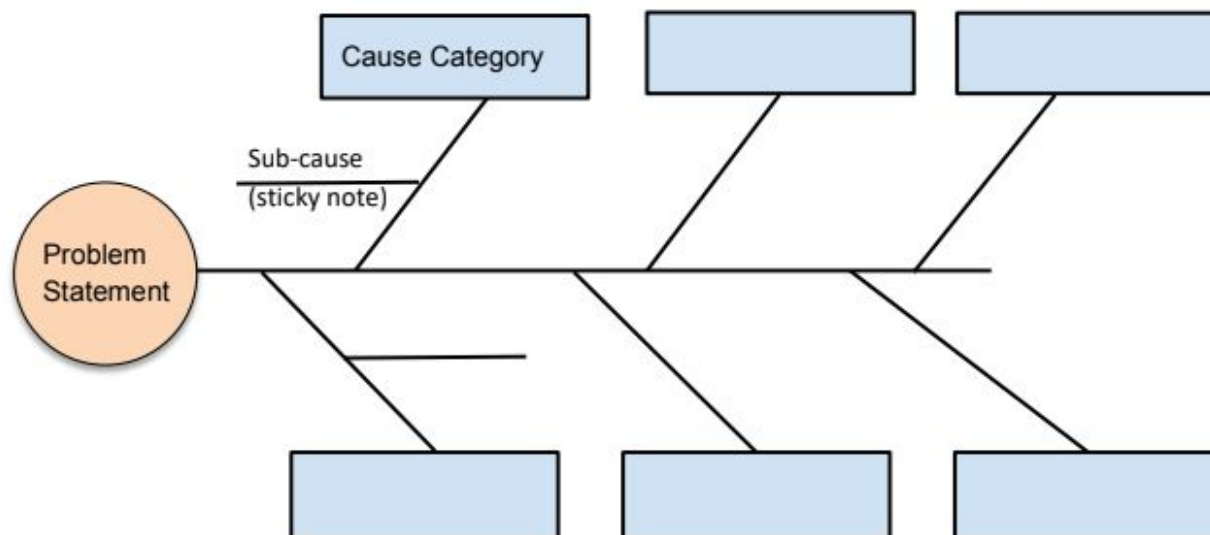 Cause Category
Sub-cause
(sticky note)
Problem
Statement